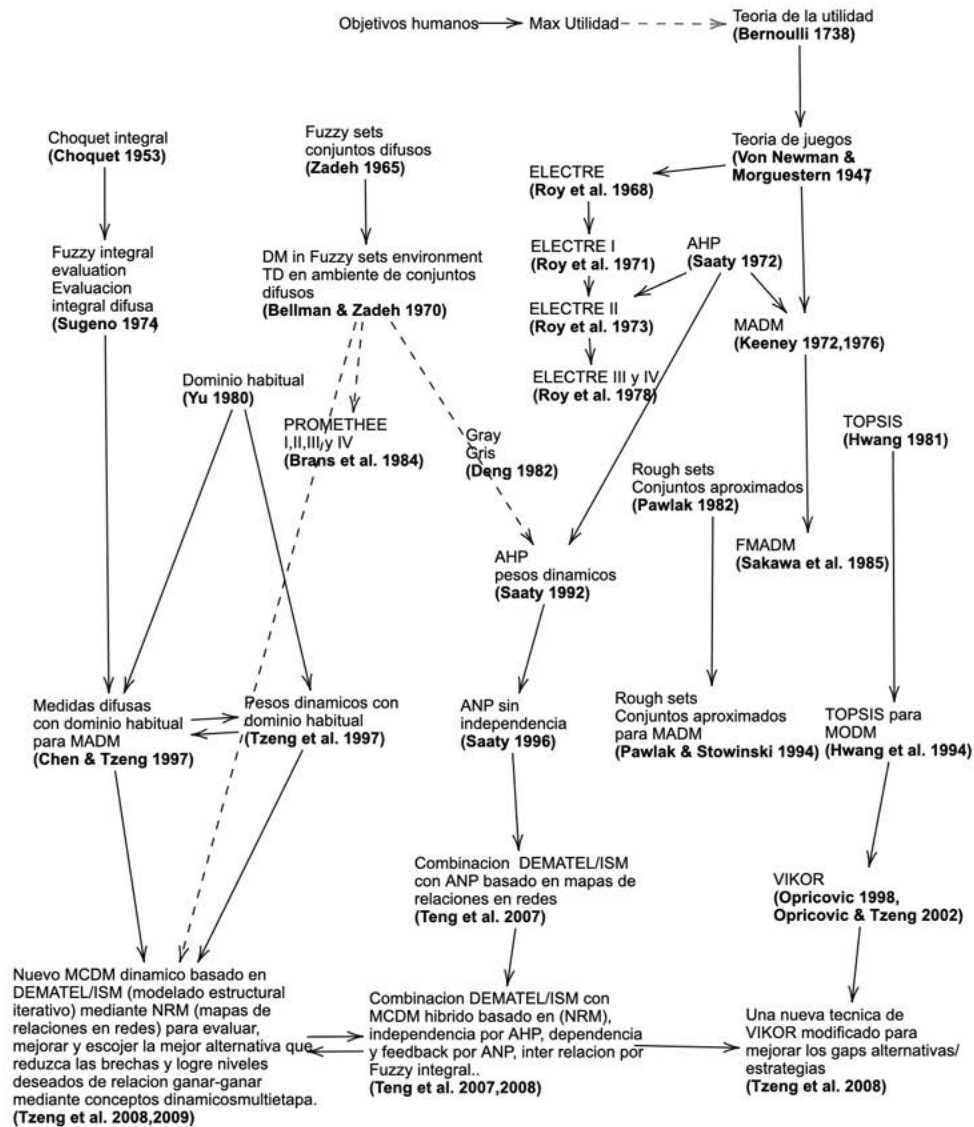 Objetivos humanos
Max Utilidad
Teoria de la utilidad
(Bernoulli 1738)
Choquet integral
(Choquet 1953)
Fuzzy sets
conjuntos difusos
(Zadeh 1965)
Teoria de juegos
(Von Newman &
Morguestern 1947)
ELECTRE
(Roy et al. 1968)
Fuzzy integral
evaluation
Evaluacion
integral difusa
(Sugeno 1974)
DM in Fuzzy sets environment
TD en ambiente de conjuntos
difusos
(Bellman & Zadeh 1970)
ELECTRE I
(Roy et al. 1971)
AHP
(Saaty 1972)
ELECTRE II
(Roy et al. 1973)
MADM
(Keeney 1972,1976)
ELECTRE III y IV
(Roy et al. 1978)
Dominio habitual
(Yu 1980)
PROMETHEE
I,II,III,y IV
(Brans et al. 1984)
Gray
Gris
(Deng 1982)
TOPSIS
(Hwang 1981)
Rough sets
Conjuntos aproximados
(Pawlak 1982)
FMADM
(Sakawa et al. 1985)
AHP
pesos dinamicos
(Saaty 1992)
Medidas difusas
con dominio habitual
para MADM
(Chen & Tzeng 1997)
Pesos dinamicos con
dominio habitual
(Tzeng et al. 1997)
ANP sin
independencia
(Saaty 1996)
Rough sets
Conjuntos aproximados
para MADM
(Pawlak & Stowinski 1994)
TOPSIS para
MODM
(Hwang et al. 1994)
Combinacion DEMATEL/ISM
con ANP basado en mapas de
relaciones en redes
(Teng et al. 2007)
VIKOR
(Opricovic 1998,
Opricovic & Tzeng 2002)
Nuevo MCDM dinamico basado en
DEMATEL/ISM (modelado estructural
iterativo) mediante NRM (mapas
de relaciones en redes) para evaluar,
mejorar y escojer la mejor alternativa que
reduzca las brechas y logre niveles
deseados de relacion ganar-ganar
mediante conceptos dinamicosmultietapa.
(Tzeng et al. 2008,2009)
Combinacion DEMATEL/ISM con
MCDM hibrido basado en (NRM),
independencia por AHP, dependencia
y feedback por ANP, inter relacion por
Fuzzy integral..
(Teng et al. 2007,2008)
Una nueva tecnica de
VIKOR modificado para
mejorar los gaps alternativas/
estrategias
(Tzeng et al. 2008)